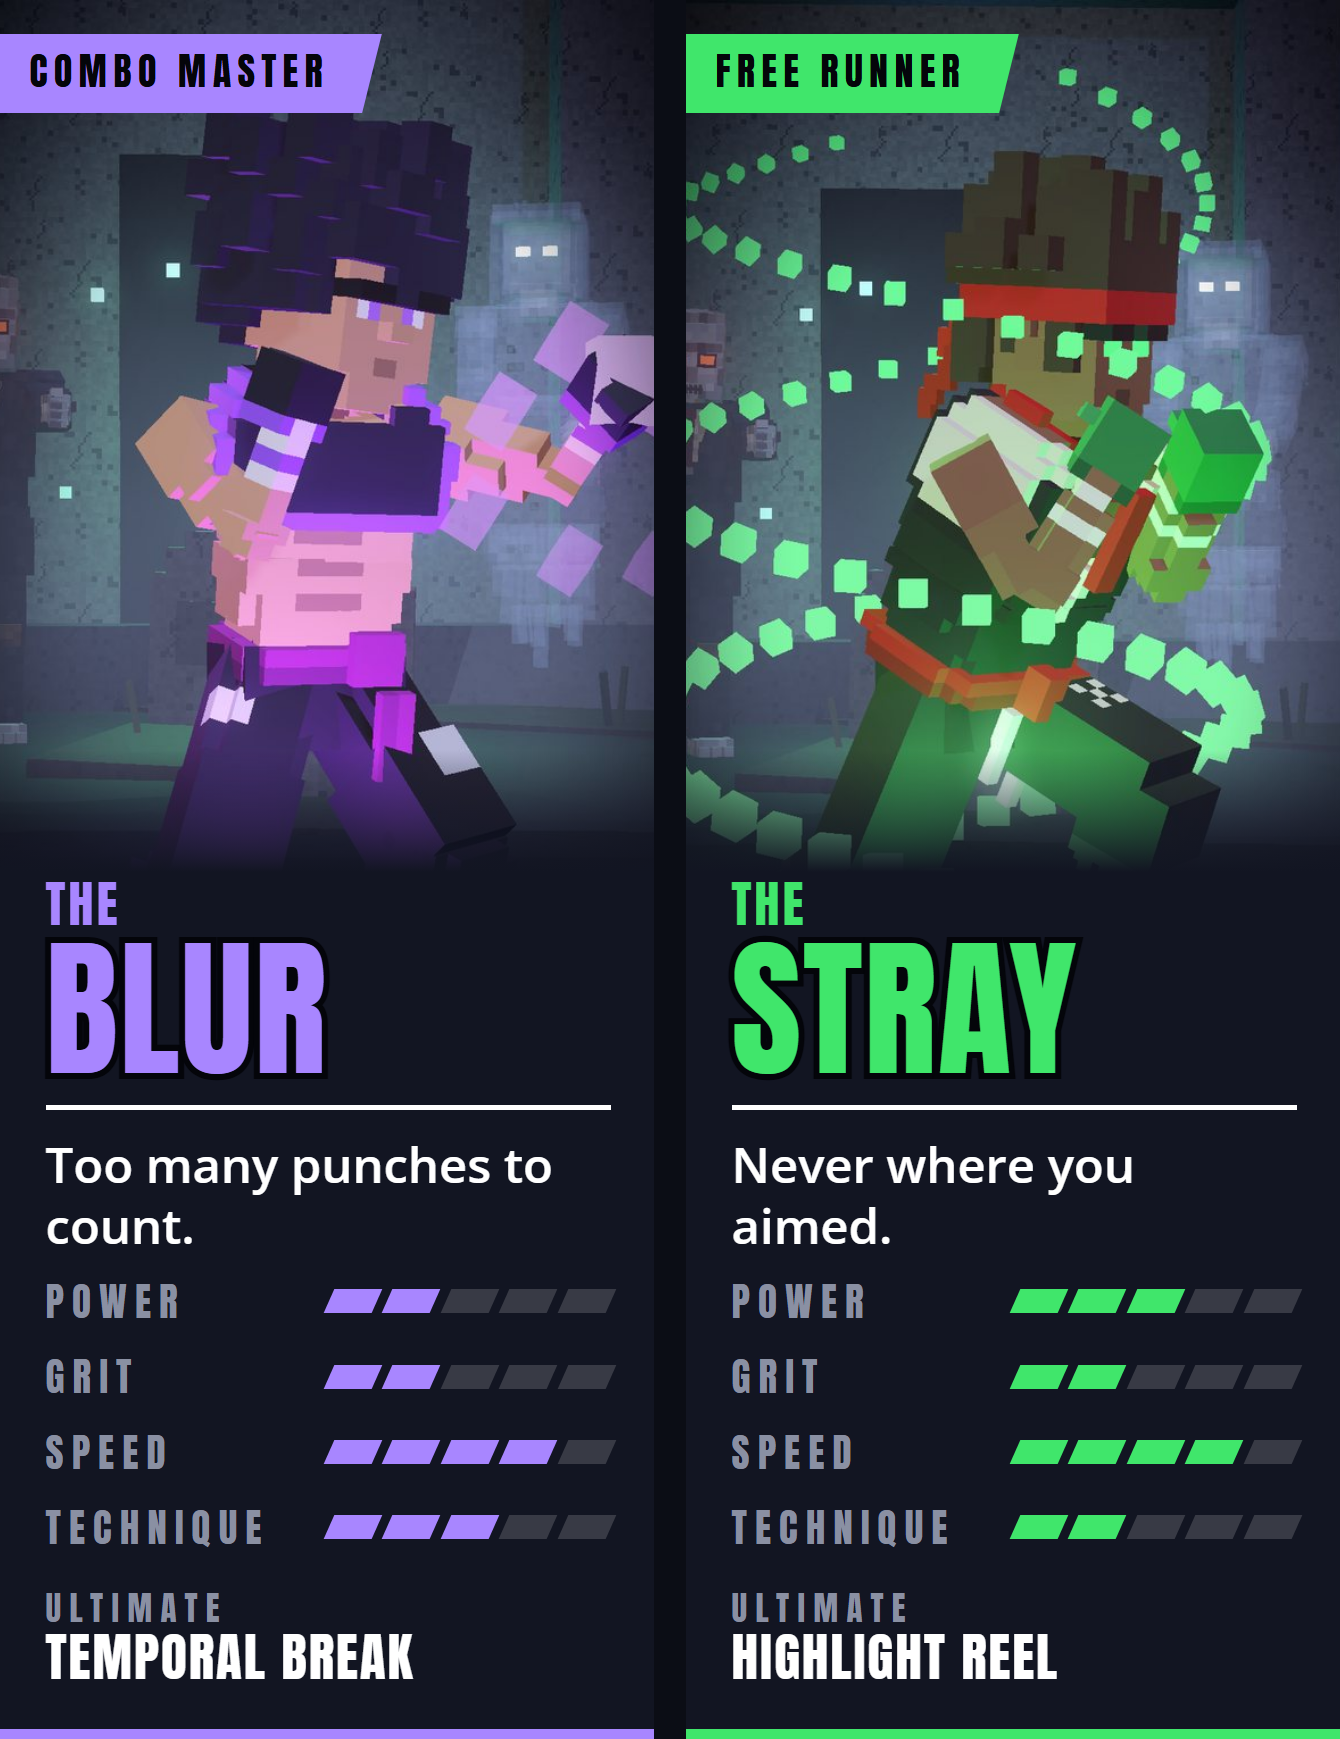 COMBO MASTER
THE
BLUR
Too many punches to
count.
POWER
GRIT
SPEED
TECHNIQUE
ULTIMATE
TEMPORAL BREAK
FREE RUNNER
THE
STRAY
Never where you
aimed.
POWER
GRIT
SPEED
TECHNIQUE
ULTIMATE
HIGHLIGHT REEL